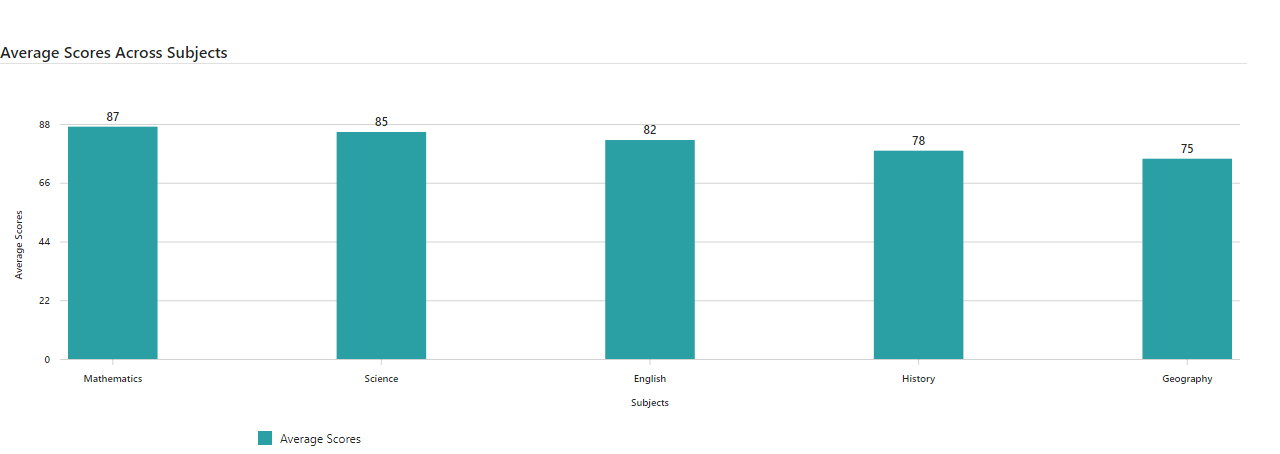 Average Scores Across Subjects
87
85
82
78
75
88
66
44
22
0
Average Scores
Mathematics
Science
English
History
Geography
Subjects
Average Scores